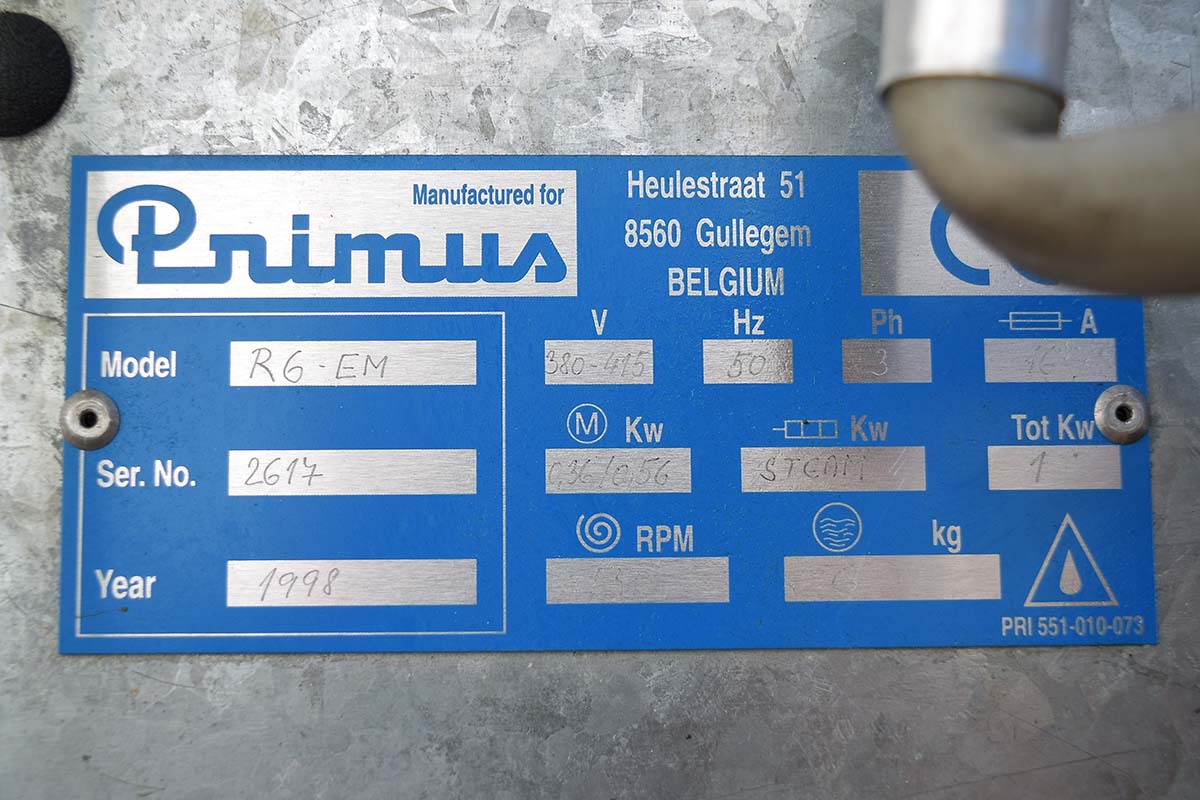 Manufactured for
Primus
Heulestraat 51
8560 Gullegem
BELGIUM
Model R6-EM
Ser. No. 2617
Year 1998
V Hz Ph A
380-415 50 3 16
M Kw Kw Tot Kw
0,36/0,56 STEAM 1
RPM kg
6
PRI 551-010-073